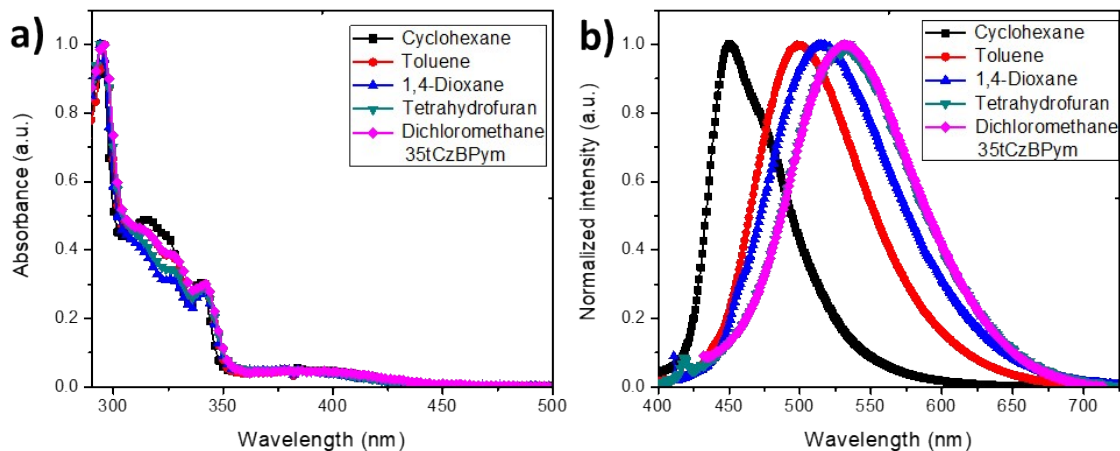 a)
Cyclohexane
Toluene
1,4-Dioxane
Tetrahydrofuran
Dichloromethane
35tCzBPym
Absorbance (a.u.)
1.0
0.8
0.6
0.4
0.2
0.0
300
350
400
450
500
Wavelength (nm)
b)
Cyclohexane
Toluene
1,4-Dioxane
Tetrahydrofuran
Dichloromethane
35tCzBPym
Normalized intensity (a.u.)
1.0
0.8
0.6
0.4
0.2
0.0
400
450
500
550
600
650
700
Wavelength (nm)